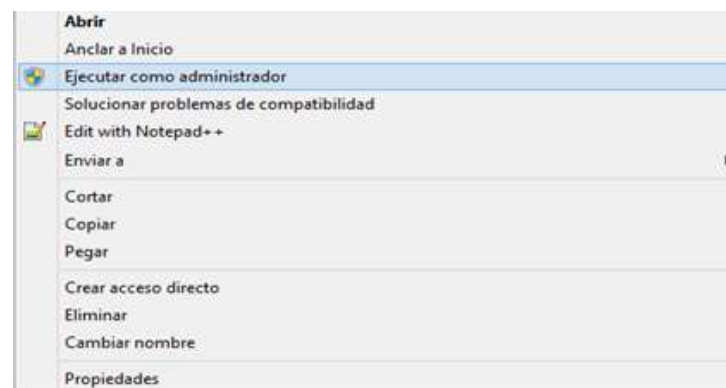 Abrir
Anclar a Inicio
Ejecutar como administrador
Solucionar problemas de compatibilidad
Edit with Notepad++
Enviar a
Cortar
Copiar
Pegar
Crear acceso directo
Eliminar
Cambiar nombre
Propiedades